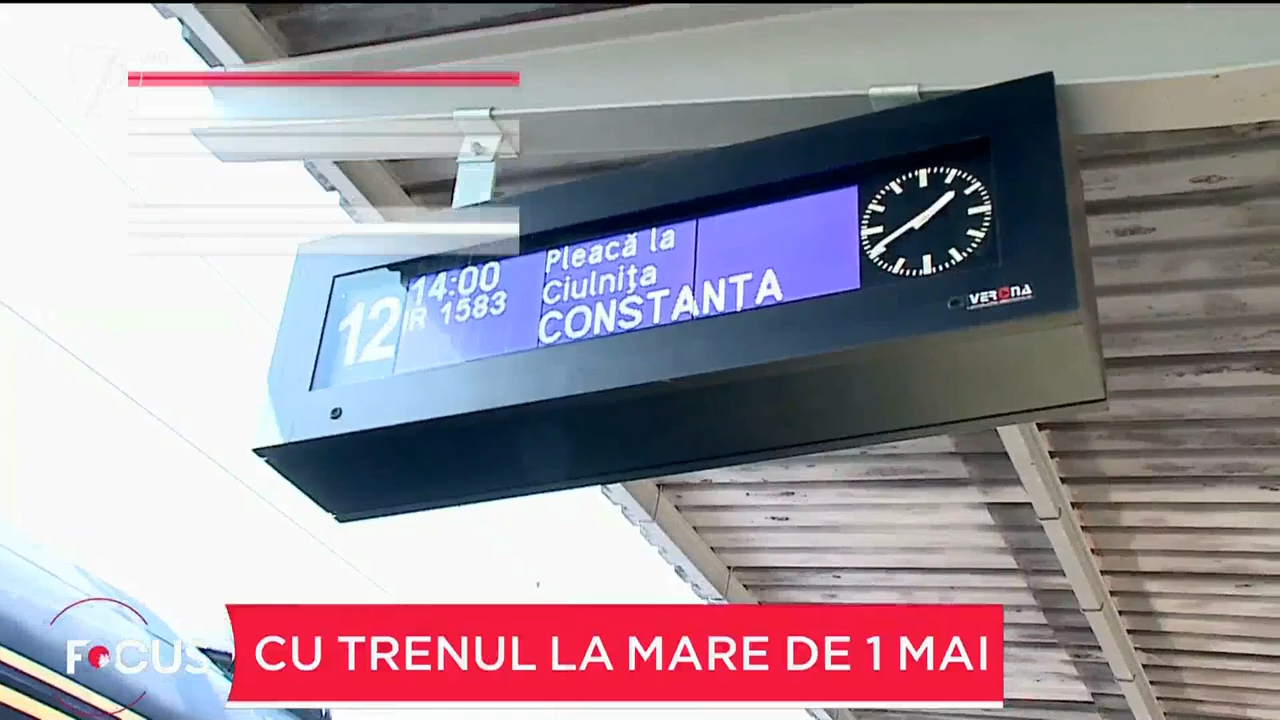 12
14:00
IR 1583
Pleacă la
Ciulnița
CONSTANTA
VERONA
FOCUS
CU TRENUL LA MARE DE 1 MAI